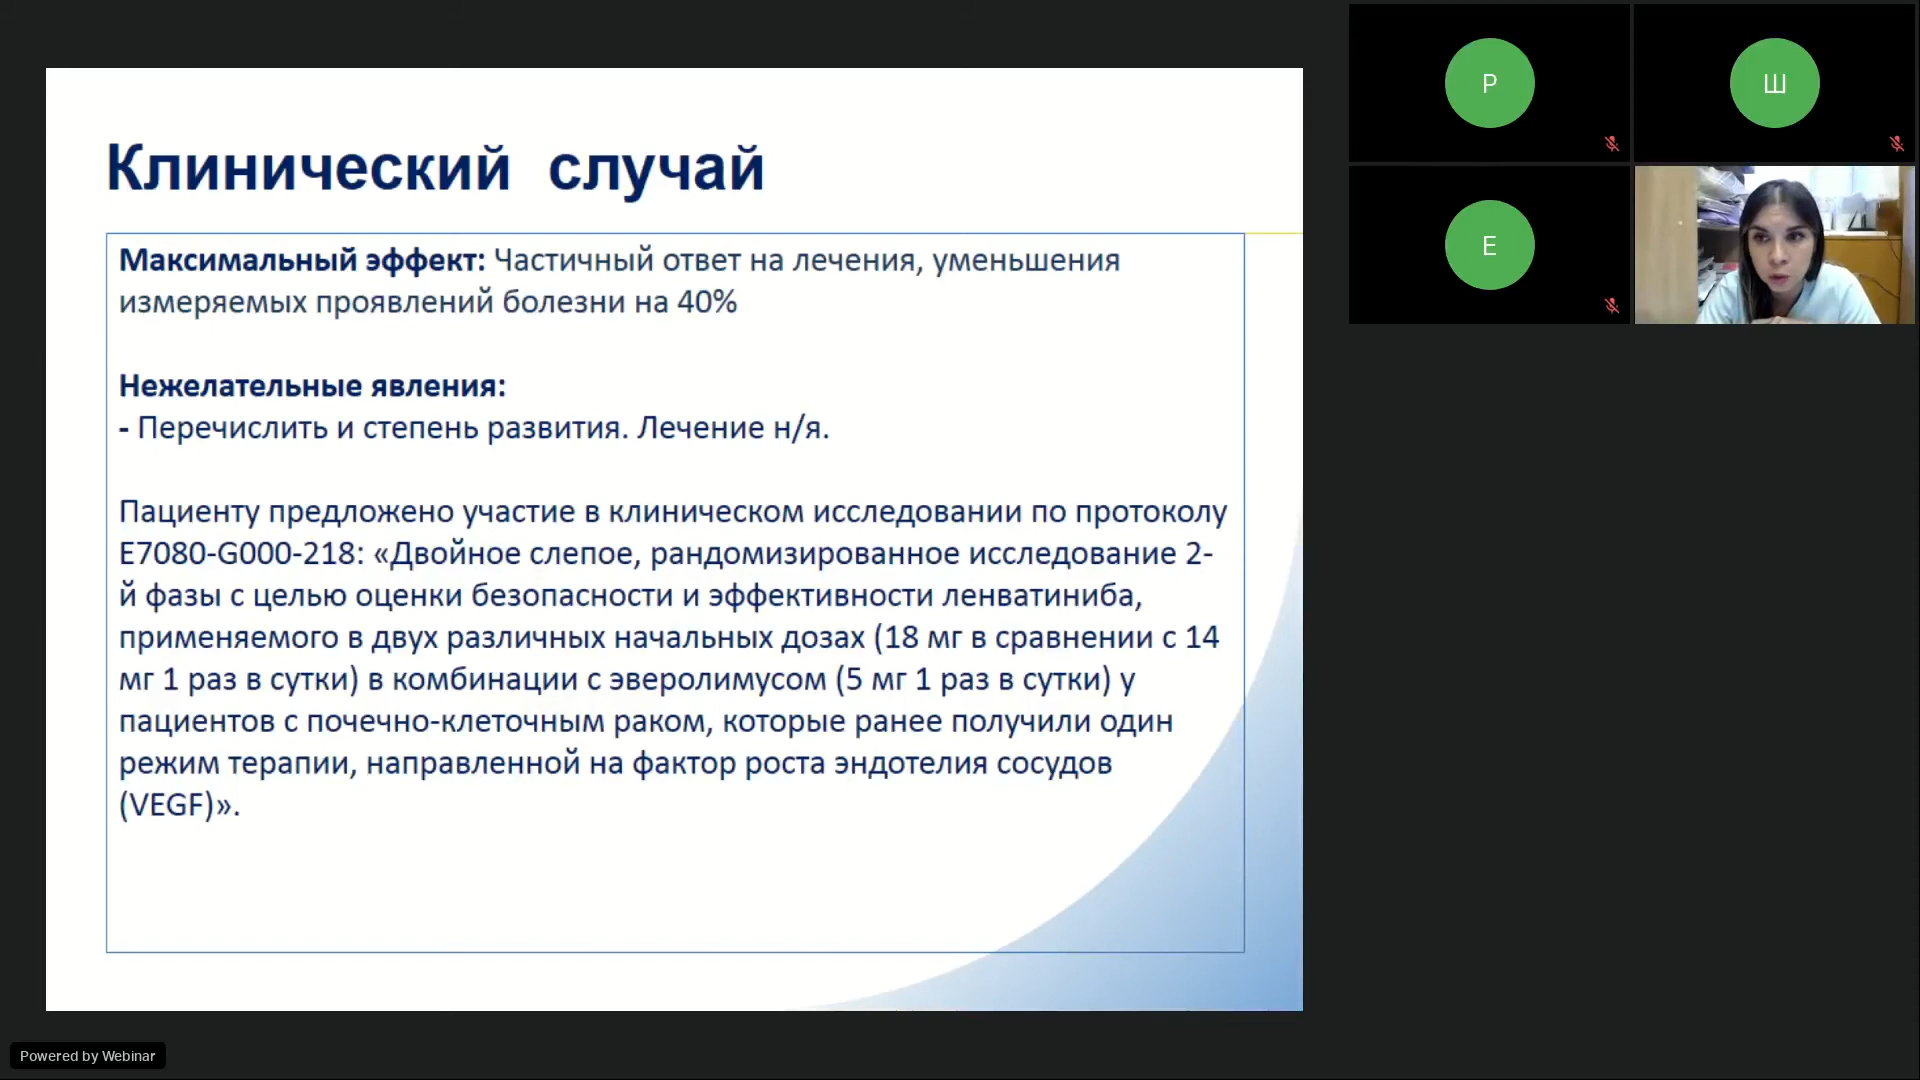 Клинический случай
Максимальный эффект: Частичный ответ на лечения, уменьшения
измеряемых проявлений болезни на 40%
Нежелательные явления:
- Перечислить и степень развития. Лечение н/я.
Пациенту предложено участие в клиническом исследовании по протоколу
E7080-G000-218: «Двойное слепое, рандомизированное исследование 2-
й фазы с целью оценки безопасности и эффективности ленватиниба,
применяемого в двух различных начальных дозах (18 мг в сравнении с 14
мг 1 раз в сутки) в комбинации с эверолимусом (5 мг 1 раз в сутки) у
пациентов с почечно-клеточным раком, которые ранее получили один
режим терапии, направленной на фактор роста эндотелия сосудов
(VEGF)».
Р
Ш
Е
Powered by Webinar